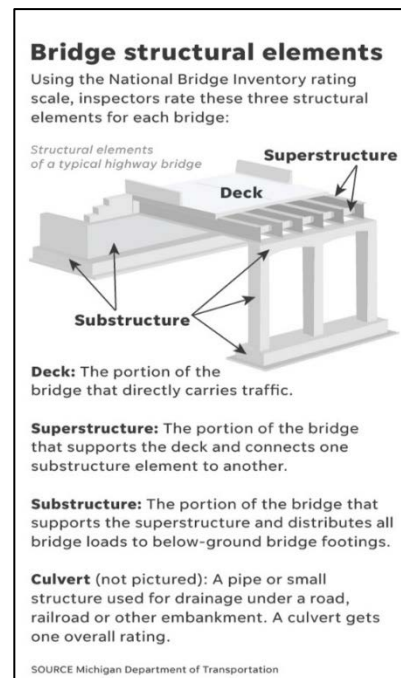 Bridge structural elements
Using the National Bridge Inventory rating
scale, inspectors rate these three structural
elements for each bridge:
Structural elements
of a typical highway bridge
Superstructure
Deck
Substructure
Deck: The portion of the
bridge that directly carries traffic.
Superstructure: The portion of the bridge
that supports the deck and connects one
substructure element to another.
Substructure: The portion of the bridge that
supports the superstructure and distributes all
bridge loads to below-ground bridge footings.
Culvert (not pictured): A pipe or small
structure used for drainage under a road,
railroad or other embankment. A culvert gets
one overall rating.
SOURCE Michigan Department of Transportation